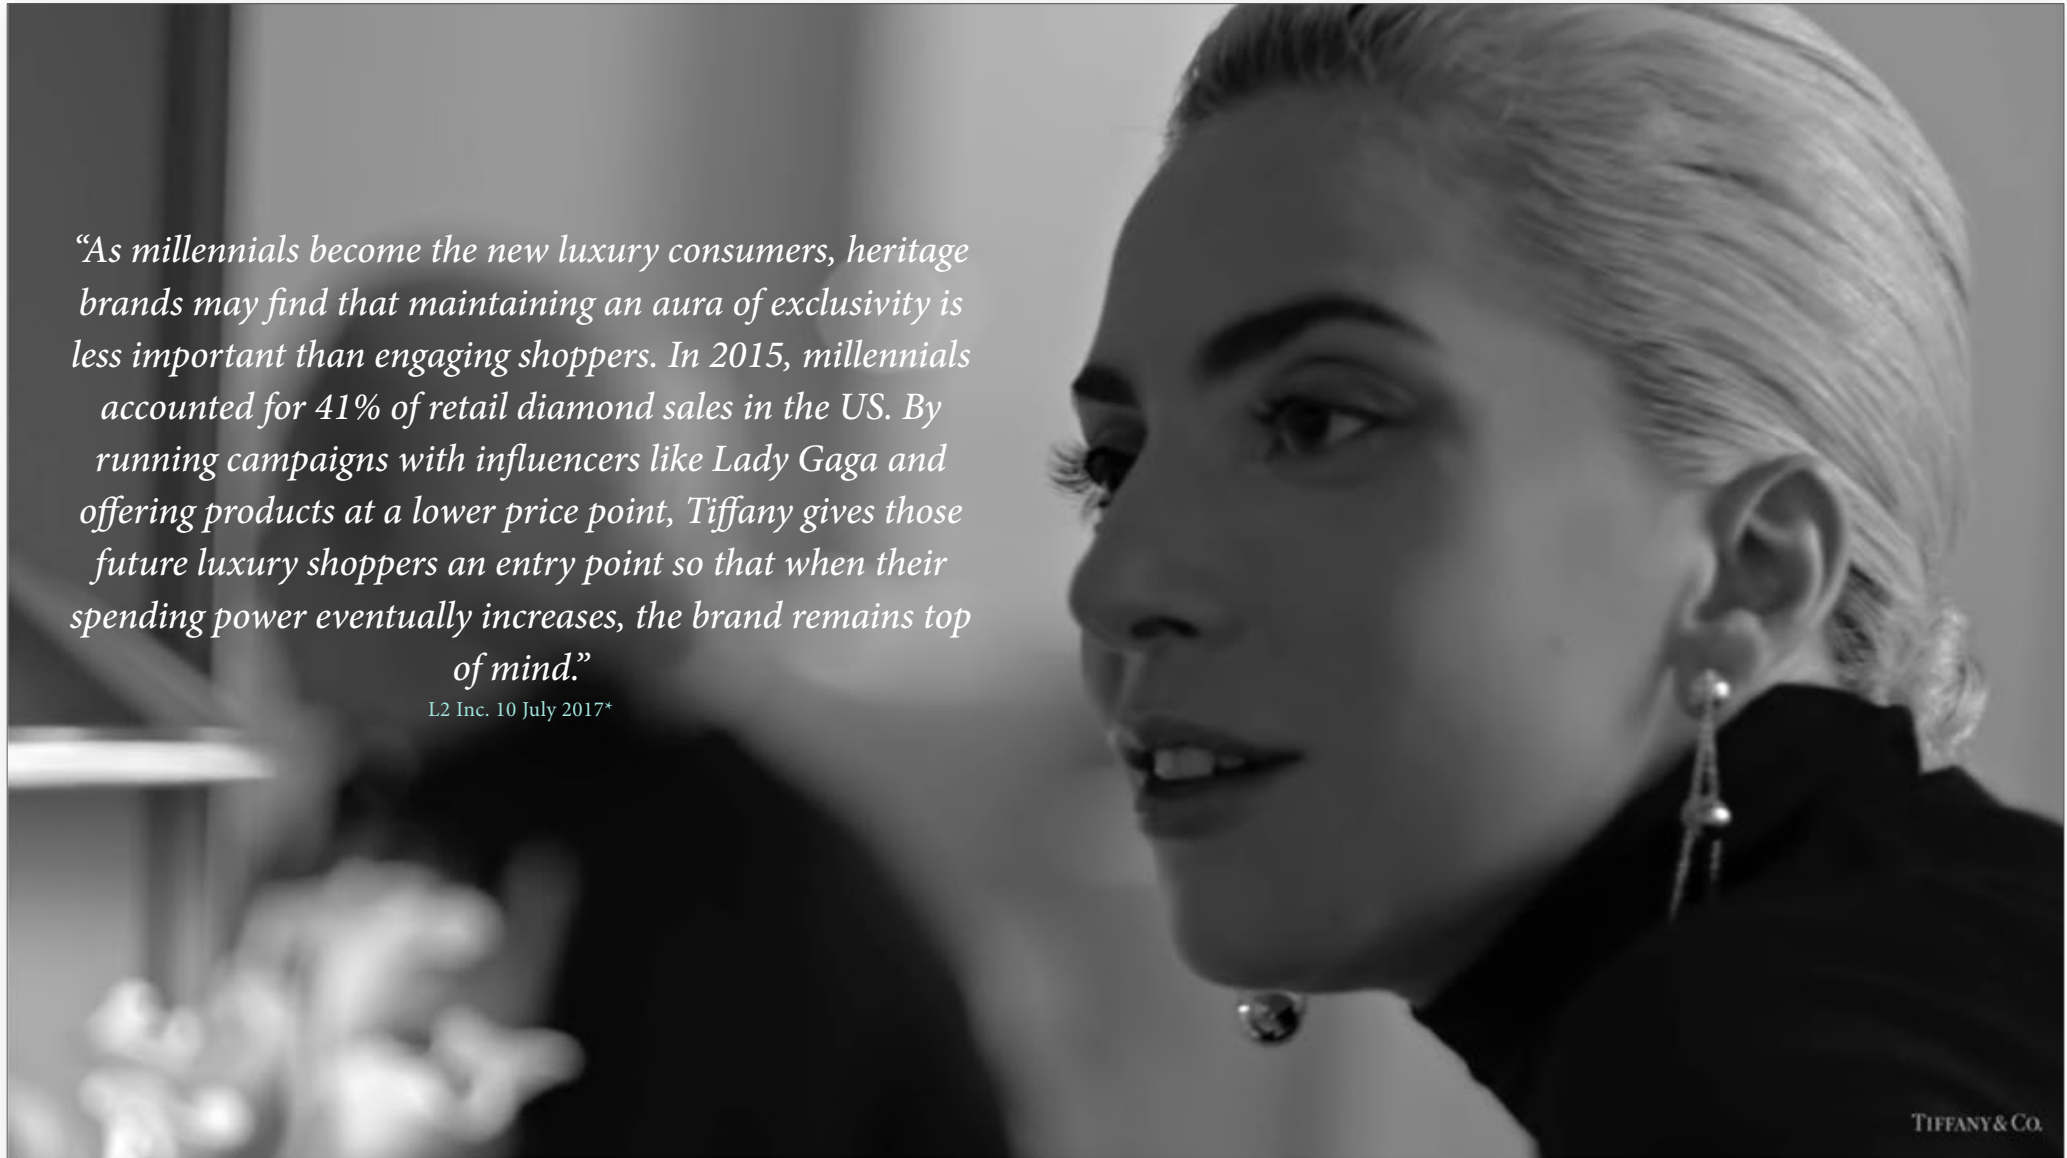 “As millennials become the new luxury consumers, heritage
brands may find that maintaining an aura of exclusivity is
less important than engaging shoppers. In 2015, millennials
accounted for 41% of retail diamond sales in the US. By
running campaigns with influencers like Lady Gaga and
offering products at a lower price point, Tiffany gives those
future luxury shoppers an entry point so that when their
spending power eventually increases, the brand remains top
of mind.”
L2 Inc. 10 July 2017*
TIFFANY & CO.